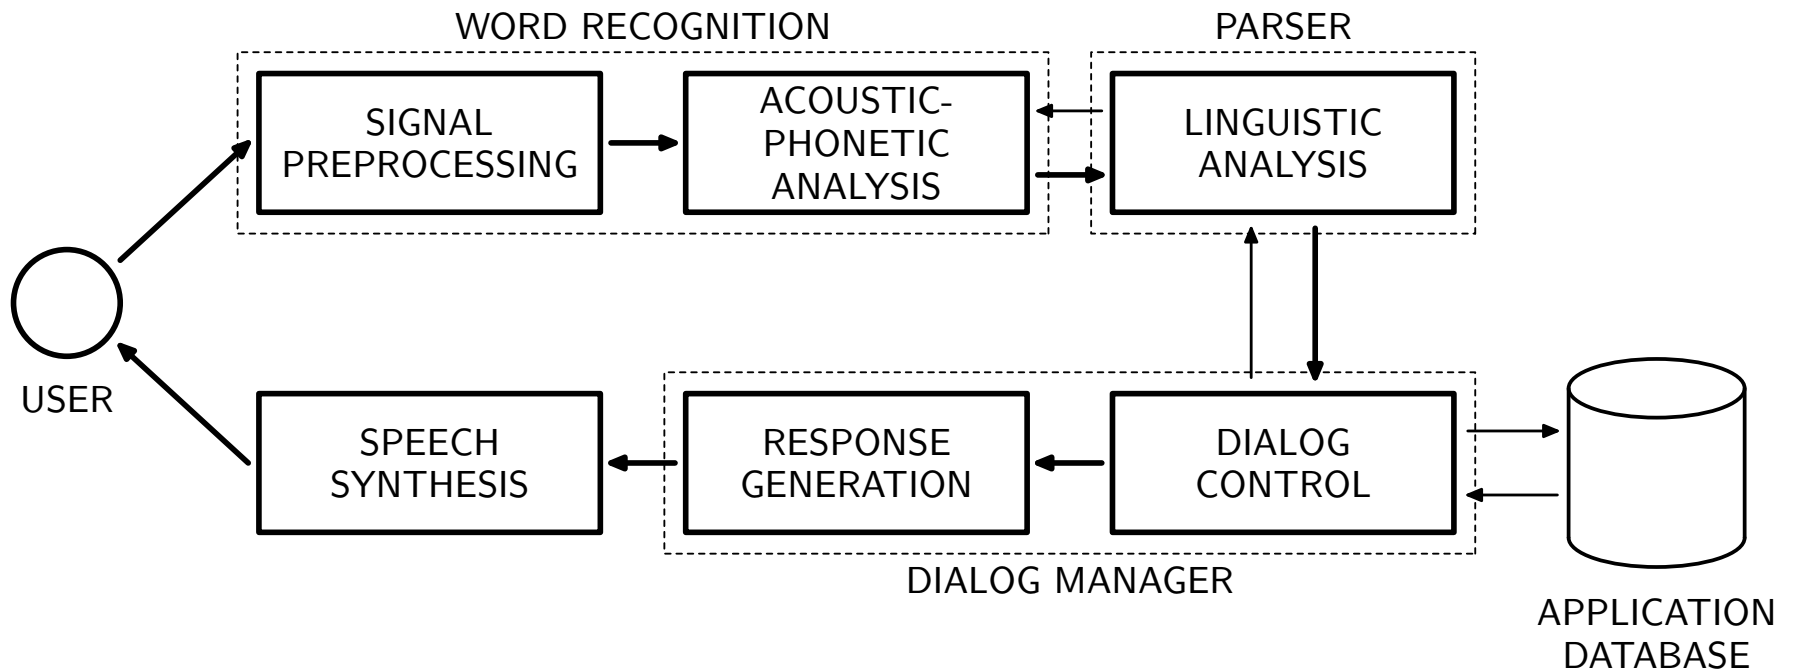 WORD RECOGNITION
PARSER
SIGNAL
PREPROCESSING
ACOUSTIC-
PHONETIC
ANALYSIS
LINGUISTIC
ANALYSIS
USER
SPEECH
SYNTHESIS
RESPONSE
GENERATION
DIALOG
CONTROL
DIALOG MANAGER
APPLICATION
DATABASE